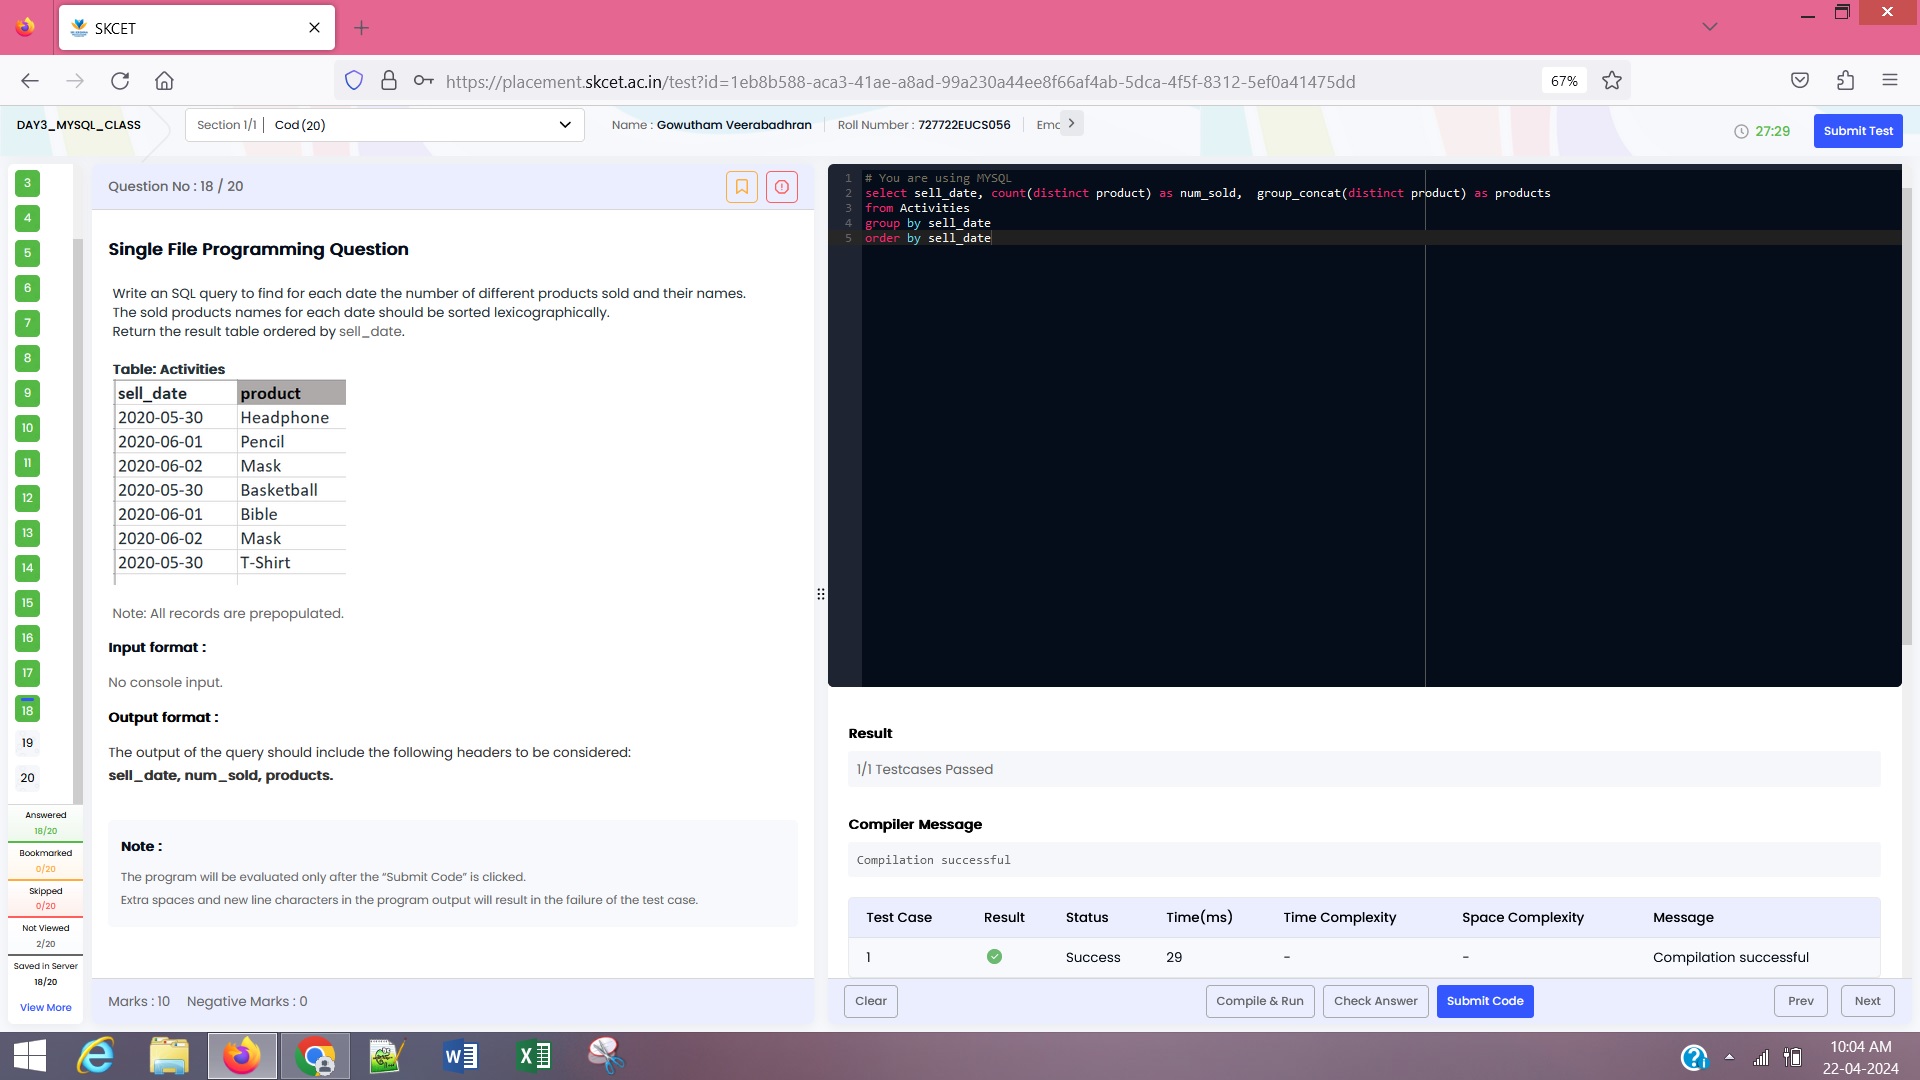 SKCET
https://placement.skcet.ac.in/test?id=1eb8b588-aca3-41ae-a8ad-99a230a44ee8f66af4ab-5dca-4f5f-8312-5ef0a41475dd
67%
DAY3_MYSQL_CLASS
Section 1/1 | Cod (20)
Name : Gowutham Veerabadhran
Roll Number : 727722EUCS056
Emc
27:29
Submit Test
3
4
5
6
7
8
9
10
11
12
13
14
15
16
17
18
19
20
Answered
18/20
Bookmarked
0/20
Skipped
0/20
Not Viewed
2/20
Saved in Server
18/20
View More
Question No : 18 / 20
Single File Programming Question
Write an SQL query to find for each date the number of different products sold and their names.
The sold products names for each date should be sorted lexicographically.
Return the result table ordered by sell_date.
Table: Activities
sell_date product
2020-05-30 Headphone
2020-06-01 Pencil
2020-06-02 Mask
2020-05-30 Basketball
2020-06-01 Bible
2020-06-02 Mask
2020-05-30 T-Shirt
Note: All records are prepopulated.
Input format :
No console input.
Output format :
The output of the query should include the following headers to be considered:
sell_date, num_sold, products.
Note :
The program will be evaluated only after the “Submit Code” is clicked.
Extra spaces and new line characters in the program output will result in the failure of the test case.
Marks : 10 Negative Marks : 0
1 # You are using MYSQL
2 select sell_date, count(distinct product) as num_sold,  group_concat(distinct product) as products
3 from Activities
4 group by sell_date
5 order by sell_date
Result
1/1 Testcases Passed
Compiler Message
Compilation successful
Test Case Result Status Time(ms) Time Complexity Space Complexity Message
1 Success 29 - - Compilation successful
Clear
Compile & Run
Check Answer
Submit Code
Prev
Next
10:04 AM
22-04-2024